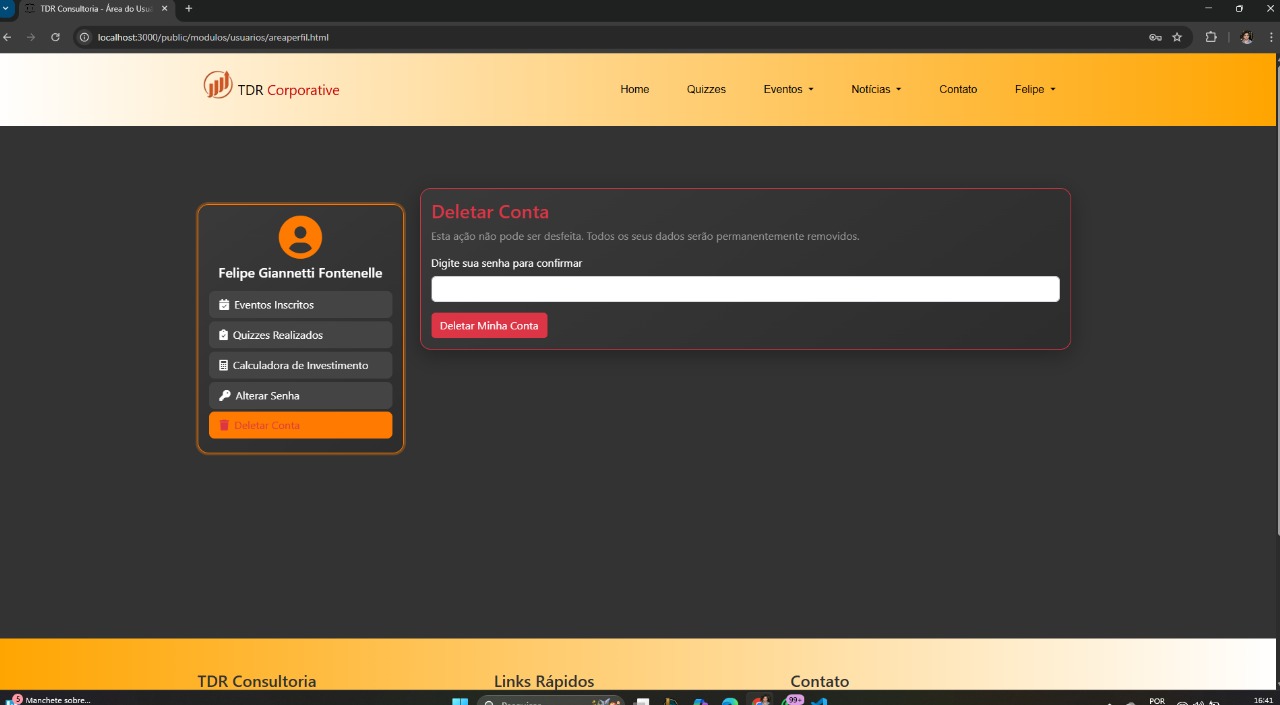 TDR Consultoria - Área do Usuá
localhost:3000/public/modulos/usuarios/areaperfil.html
TDR Corporative
Home
Quizzes
Eventos
Notícias
Contato
Felipe
Felipe Giannetti Fontenelle
Eventos Inscritos
Quizzes Realizados
Calculadora de Investimento
Alterar Senha
Deletar Conta
Deletar Conta
Esta ação não pode ser desfeita. Todos os seus dados serão permanentemente removidos.
Digite sua senha para confirmar
Deletar Minha Conta
TDR Consultoria
Links Rápidos
Contato
5
Manchete sobre...
99+
POR
16:41